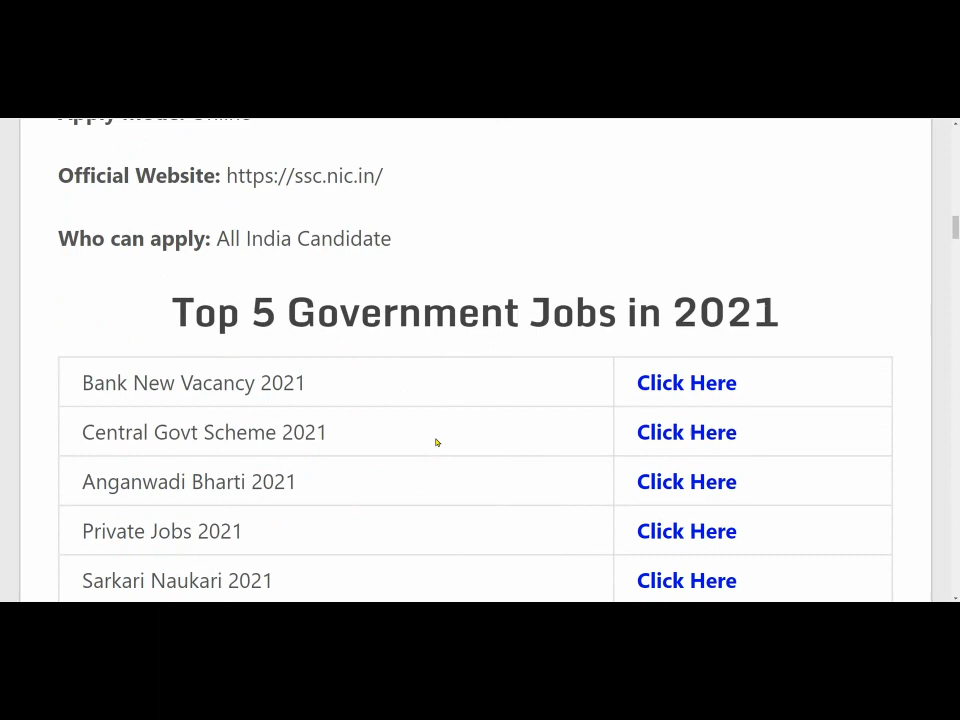 Official Website: https://ssc.nic.in/
Who can apply: All India Candidate
Top 5 Government Jobs in 2021
Bank New Vacancy 2021 Click Here
Central Govt Scheme 2021 Click Here
Anganwadi Bharti 2021 Click Here
Private Jobs 2021 Click Here
Sarkari Naukari 2021 Click Here